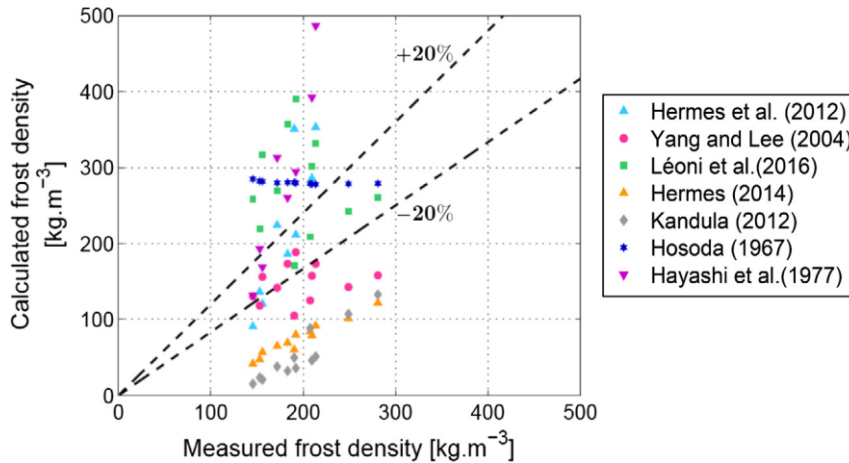 500
400
300
200
100
0
Calculated frost density
[kg.m−3]
+20%
−20%
0 100 200 300 400 500
Measured frost density [kg.m−3]
Hermes et al. (2012)
Yang and Lee (2004)
Léoni et al.(2016)
Hermes (2014)
Kandula (2012)
Hosoda (1967)
Hayashi et al.(1977)